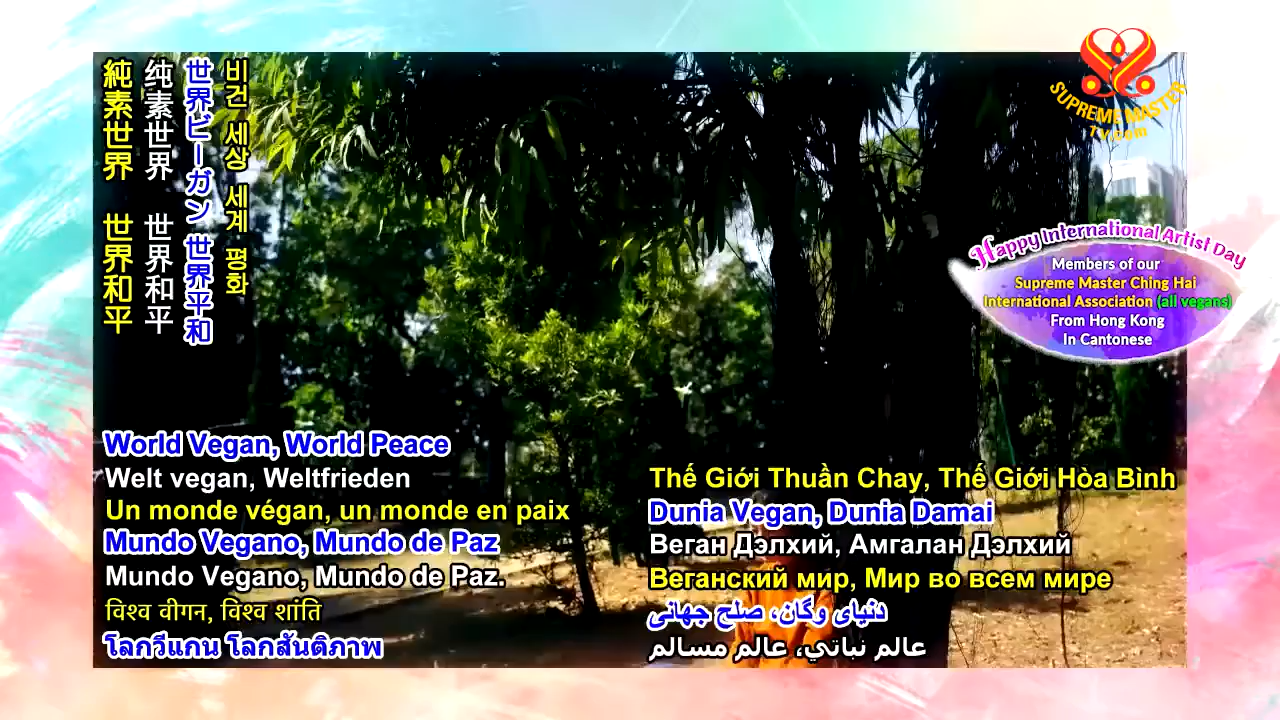 純素世界 世界和平
纯素世界 世界和平
世界ビーガン 世界平和
비건 세상 세계 평화
SUPREME MASTER
TV.com
Happy International Artist Day
Members of our
Supreme Master Ching Hai
International Association (all vegans)
From Hong Kong
In Cantonese
World Vegan, World Peace
Welt vegan, Weltfrieden
Un monde végan, un monde en paix
Mundo Vegano, Mundo de Paz
Mundo Vegano, Mundo de Paz.
विश्व वीगन, विश्व शांति
โลกวีแกน โลกสันติภาพ
Thế Giới Thuần Chay, Thế Giới Hòa Bình
Dunia Vegan, Dunia Damai
Веган Дэлхий, Амгалан Дэлхий
Веганский мир, Мир во всем мире
دنیای وگان، صلح جهانی
عالم نباتي، عالم مسالم